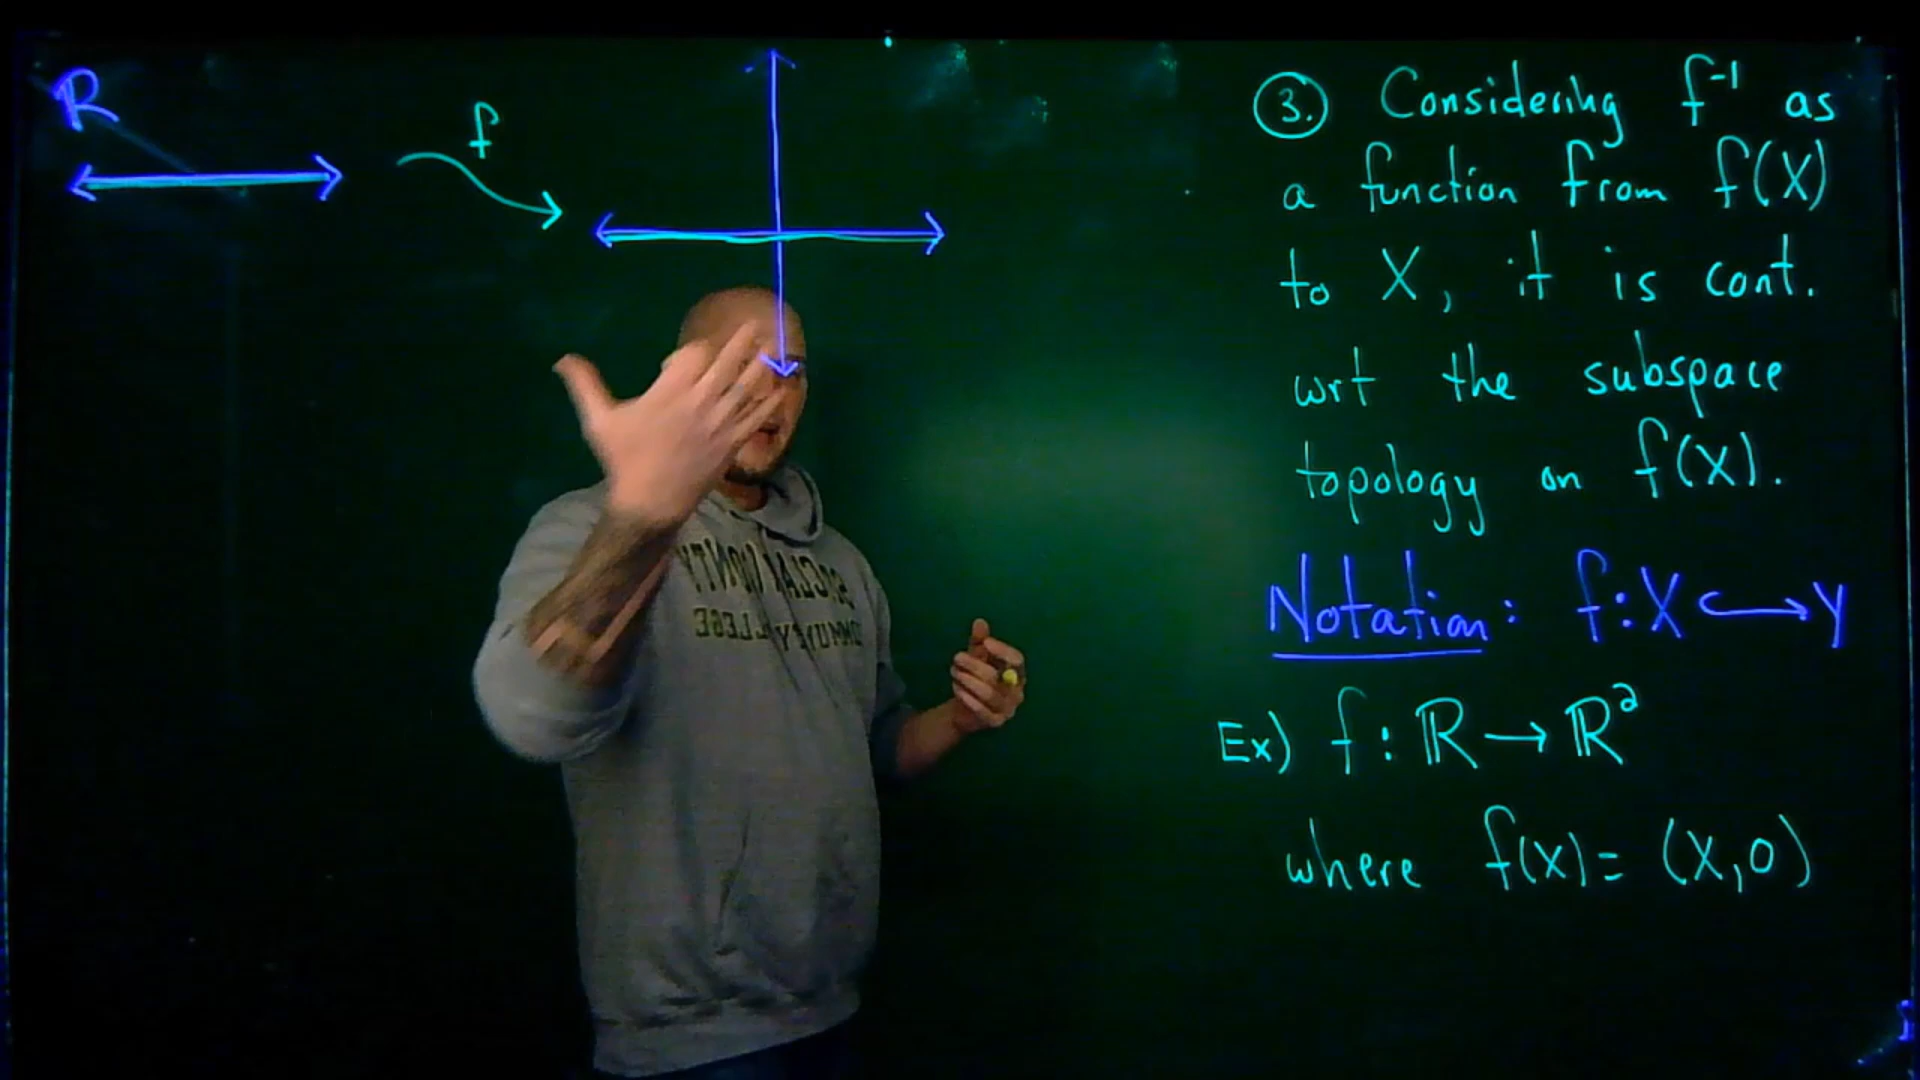 R
f
3. Considering f⁻¹ as
a function from f(X)
to X, it is cont.
wrt the subspace
topology on f(X).
Notation: f: X ↪ Y
Ex) f: ℝ → ℝ²
where f(x) = (x,0)